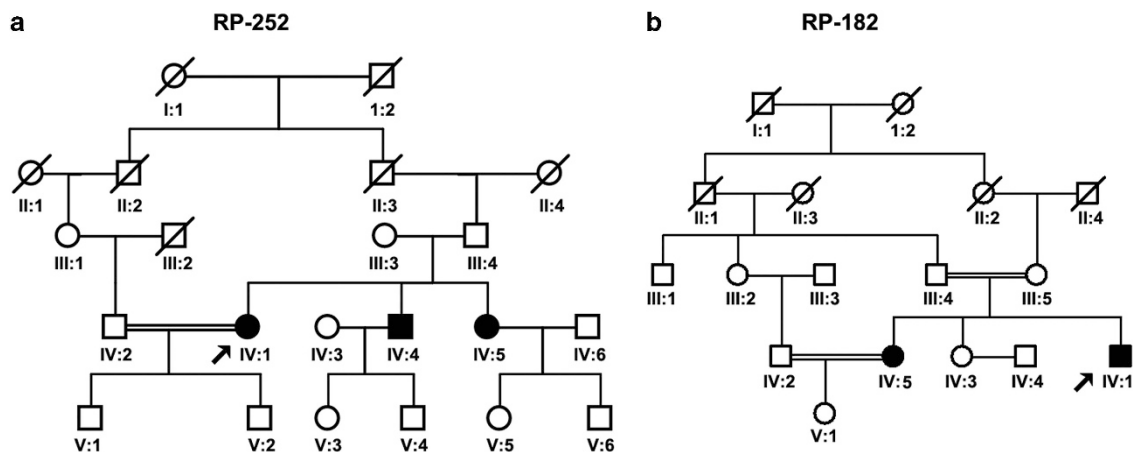 a RP-252
I:1 1:2
II:1 II:2 II:3 II:4
III:1 III:2 III:3 III:4
IV:2 IV:1 IV:3 IV:4 IV:5 IV:6
V:1 V:2 V:3 V:4 V:5 V:6
b RP-182
I:1 1:2
II:1 II:3 II:2 II:4
III:1 III:2 III:3 III:4 III:5
IV:2 IV:5 IV:3 IV:4 IV:1
V:1